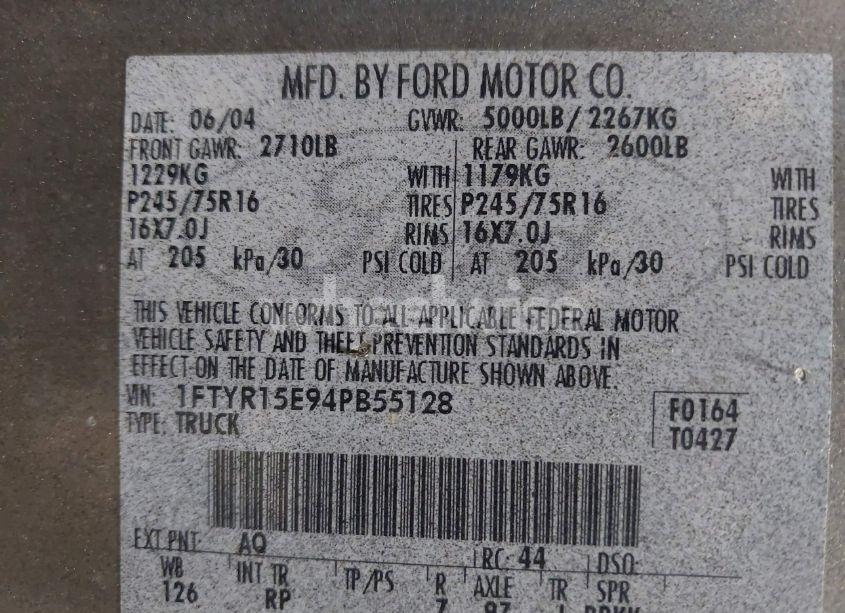 MFD. BY FORD MOTOR CO.
DATE: 06/04 GVWR: 5000LB/ 2267KG
FRONT GAWR: 2710LB REAR GAWR: 2600LB
1229KG WITH 1179KG WITH
P245/75R16 TIRES P245/75R16 TIRES
16X7.0J RIMS 16X7.0J RIMS
AT 205 kPa/30 PSI COLD AT 205 kPa/30 PSI COLD
THIS VEHICLE CONFORMS TO ALL APPLICABLE FEDERAL MOTOR
VEHICLE SAFETY AND THEFT PREVENTION STANDARDS IN
EFFECT ON THE DATE OF MANUFACTURE SHOWN ABOVE.
VIN: 1FTYR15E94PB55128 F0164
TYPE: TRUCK T0427
EXT PNT: AQ RC: 44 DSO:
WB INT TR TP/PS R AXLE TR SPR
126 RP 7 97